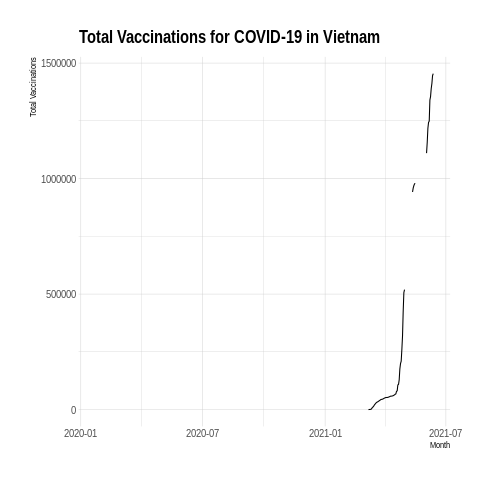 Total Vaccinations for COVID-19 in Vietnam
Total Vaccinations
1500000
1000000
500000
0
2020-01 2020-07 2021-01 2021-07
Month